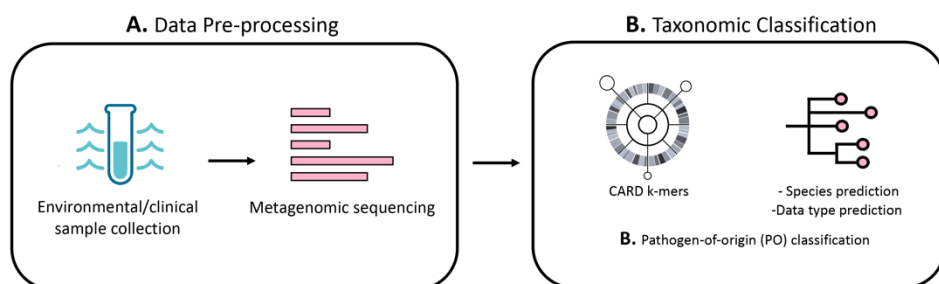 A. Data Pre-processing
B. Taxonomic Classification
Environmental/clinical
sample collection
Metagenomic sequencing
CARD k-mers
- Species prediction
-Data type prediction
B. Pathogen-of-origin (PO) classification